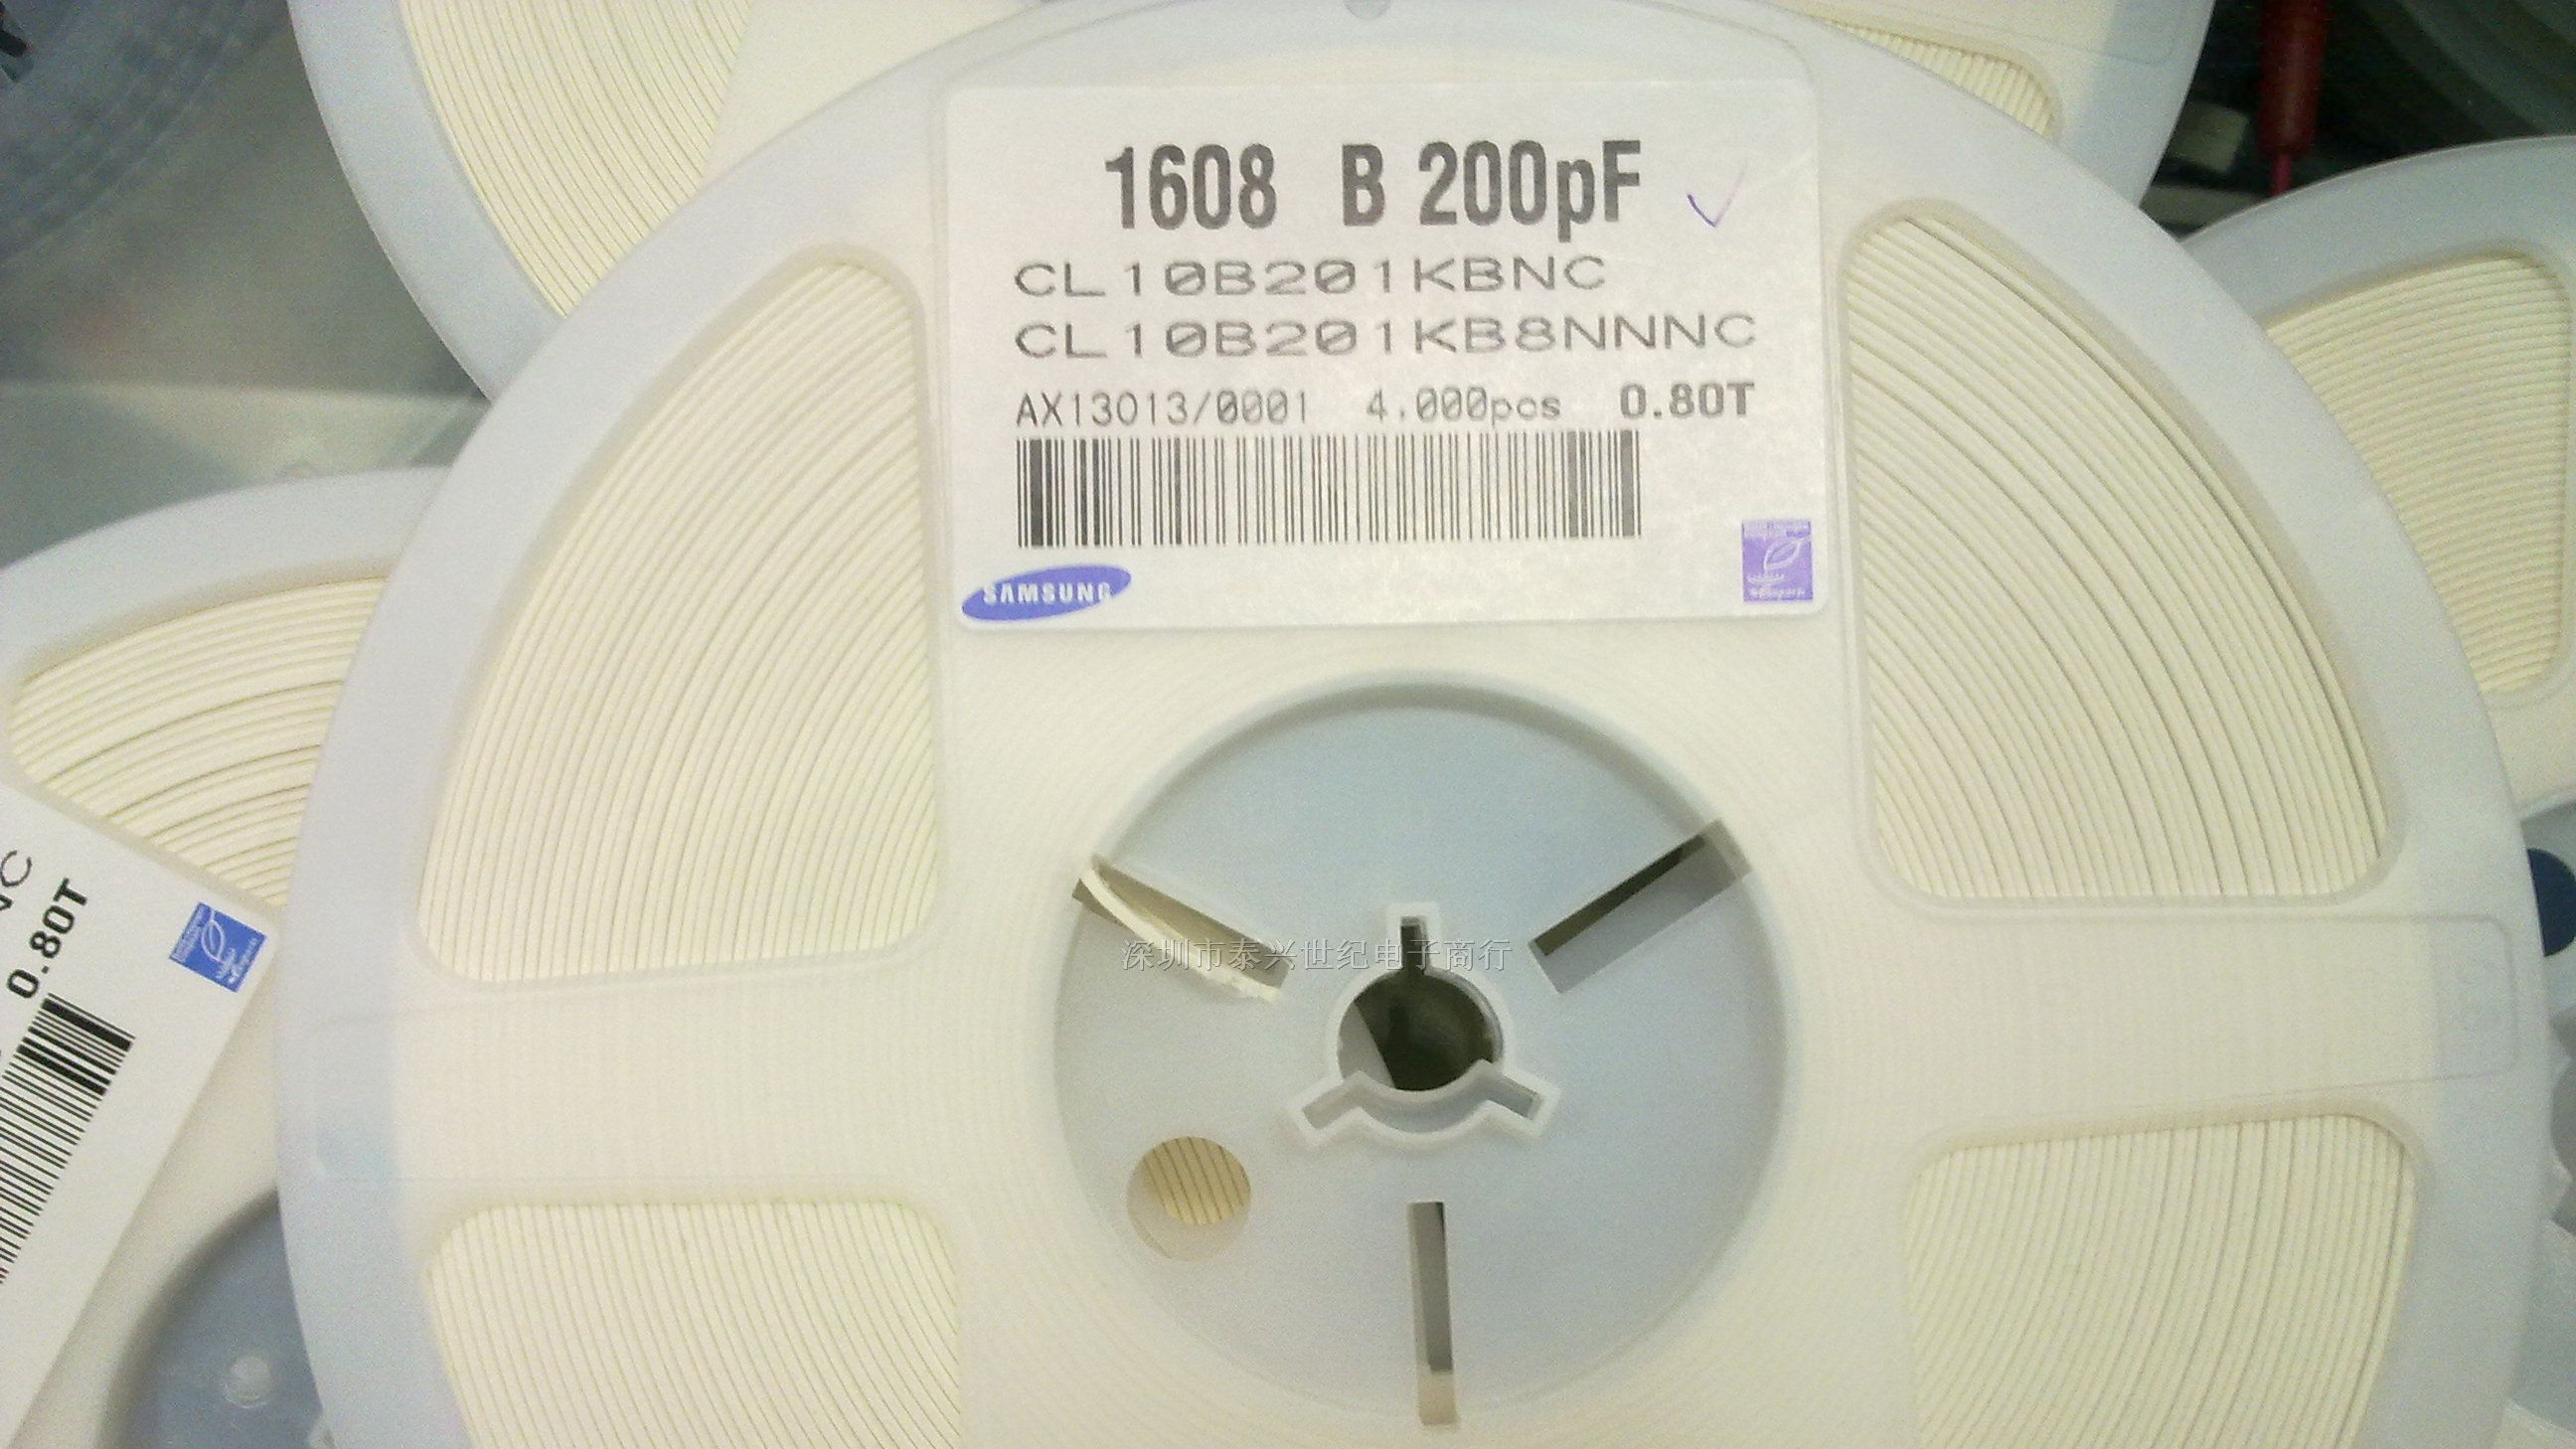 1608 B 200pF
CL10B201KBNC
CL10B201KB8NNNC
AX13013/0001 4,000pcs 0.80T
SAMSUNG
深圳市泰兴世纪电子商行
NC
0.80T